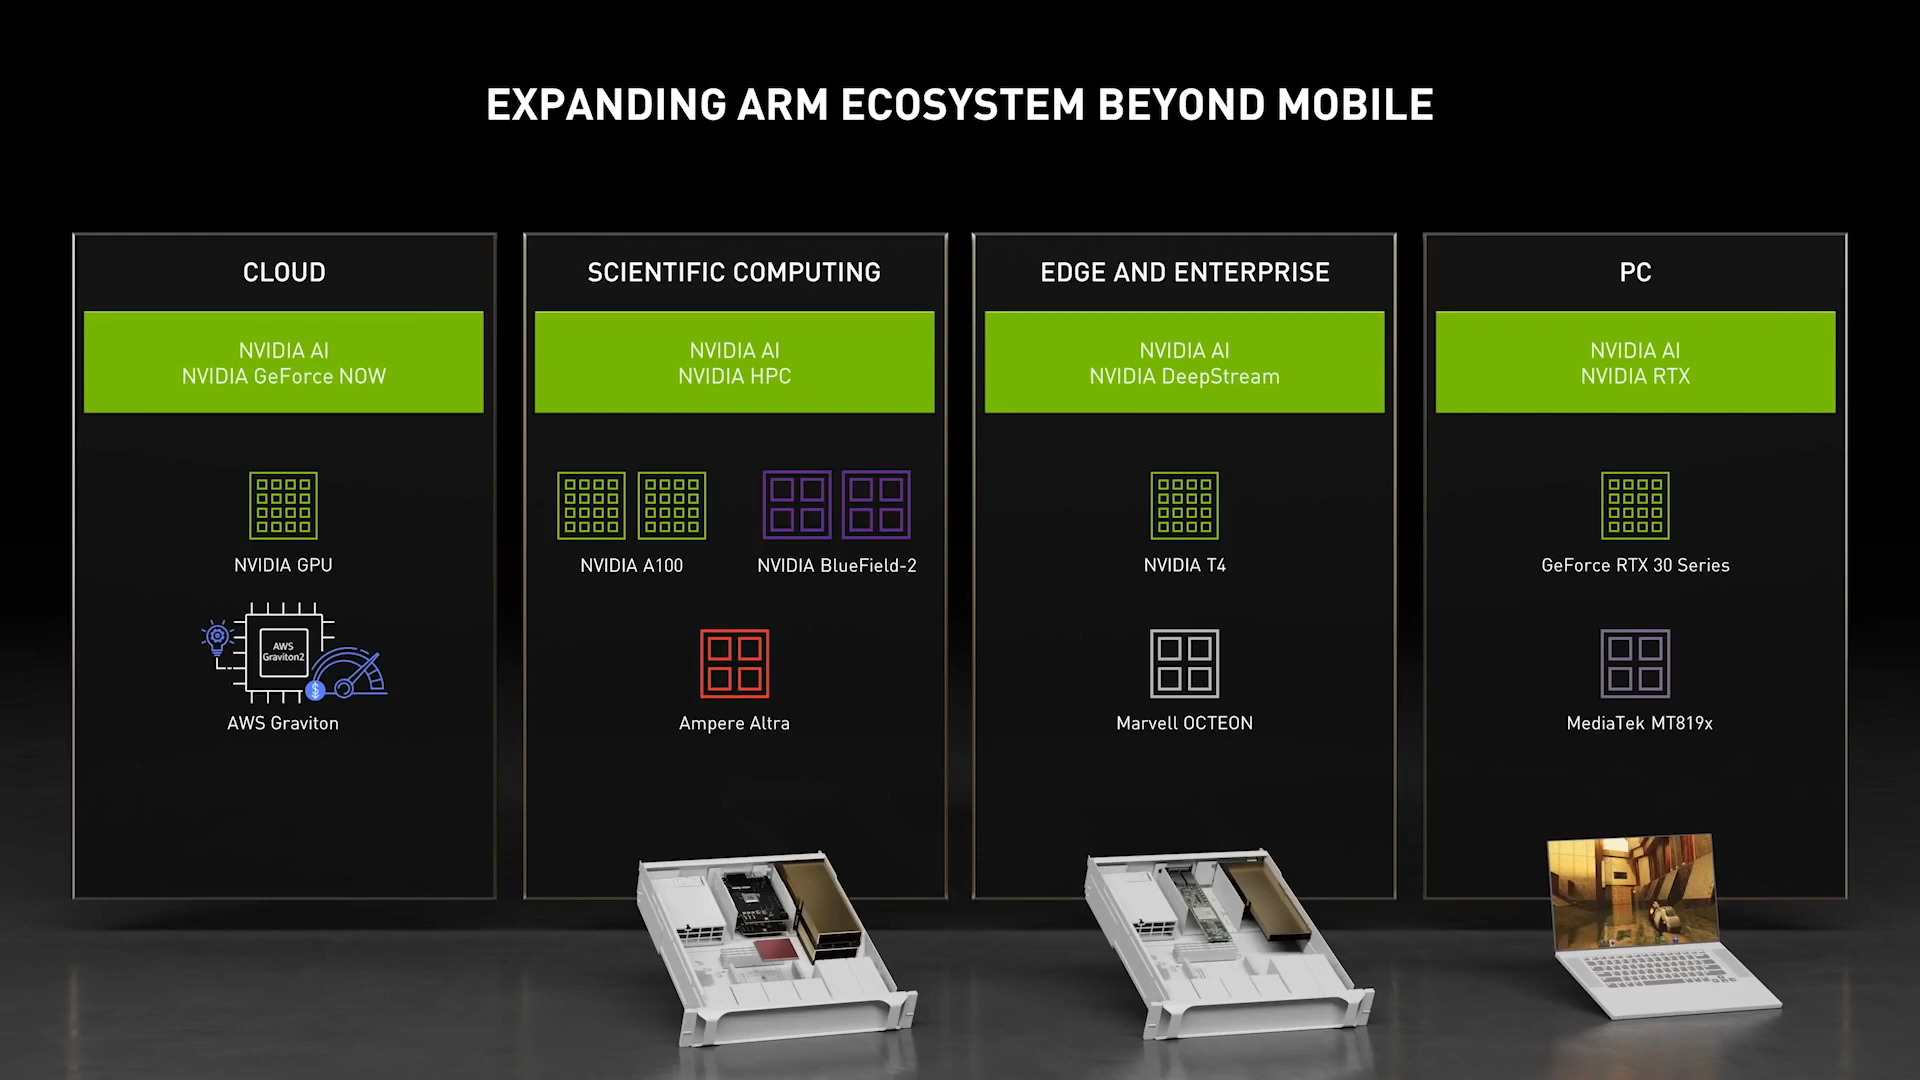 EXPANDING ARM ECOSYSTEM BEYOND MOBILE
CLOUD
NVIDIA AI
NVIDIA GeForce NOW
NVIDIA GPU
AWS
Graviton2
$
AWS Graviton
SCIENTIFIC COMPUTING
NVIDIA AI
NVIDIA HPC
NVIDIA A100
NVIDIA BlueField-2
Ampere Altra
EDGE AND ENTERPRISE
NVIDIA AI
NVIDIA DeepStream
NVIDIA T4
Marvell OCTEON
PC
NVIDIA AI
NVIDIA RTX
GeForce RTX 30 Series
MediaTek MT819x